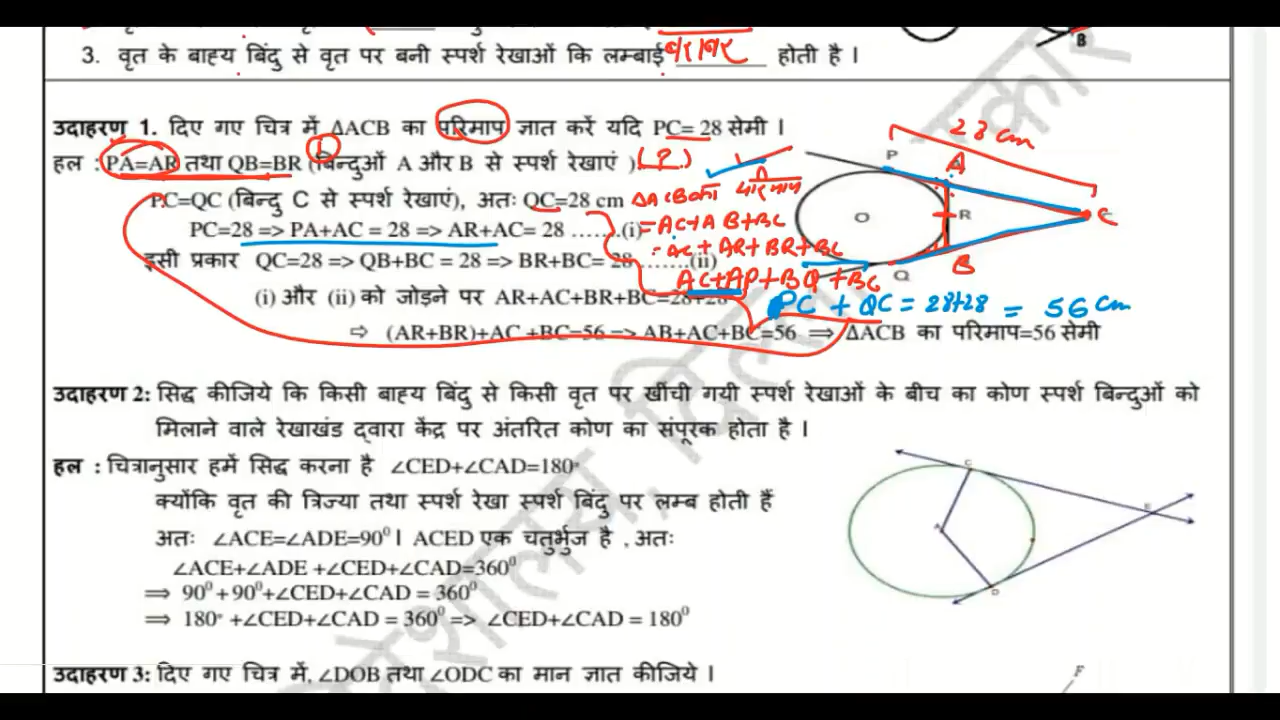 3. वृत के बाह्य बिंदु से वृत पर बनी स्पर्श रेखाओं कि लम्बाई बराबर होती है ।
B
उदाहरण 1. दिए गए चित्र में ΔACB का परिमाप ज्ञात करें यदि PC= 28 सेमी ।
हल : PA=AR तथा QB=BR (बिन्दुओं A और B से स्पर्श रेखाएं ) (?)
PC=QC (बिन्दु C से स्पर्श रेखाएं), अतः QC=28 cm
ΔACB का परिमाप
PC=28 => PA+AC = 28 => AR+AC= 28 …….(i)
= AC+AB+BC
= AC+AR+BR+BC
इसी प्रकार QC=28 => QB+BC = 28 => BR+BC= 28 …….(ii)
AC+AP+BQ+BC
(i) और (ii) को जोड़ने पर AR+AC+BR+BC=28+28
PC + QC = 28+28 = 56 cm
⇨ (AR+BR)+AC +BC=56 => AB+AC+BC=56 ⟹ ΔACB का परिमाप=56 सेमी
28 cm
P
A
O
R
C
B
Q
उदाहरण 2: सिद्ध कीजिये कि किसी बाह्य बिंदु से किसी वृत पर खींची गयी स्पर्श रेखाओं के बीच का कोण स्पर्श बिन्दुओं को
मिलाने वाले रेखाखंड द्वारा केंद्र पर अंतरित कोण का संपूरक होता है ।
हल : चित्रानुसार हमें सिद्ध करना है ∠CED+∠CAD=180°
क्योंकि वृत की त्रिज्या तथा स्पर्श रेखा स्पर्श बिंदु पर लम्ब होती हैं
अतः ∠ACE=∠ADE=90⁰। ACED एक चतुर्भुज है , अतः
∠ACE+∠ADE +∠CED+∠CAD=360⁰
⟹ 90⁰ + 90⁰+∠CED+∠CAD = 360⁰
⟹ 180° +∠CED+∠CAD = 360⁰ => ∠CED+∠CAD = 180⁰
C
E
A
D
उदाहरण 3: दिए गए चित्र में, ∠DOB तथा ∠ODC का मान ज्ञात कीजिये ।
F